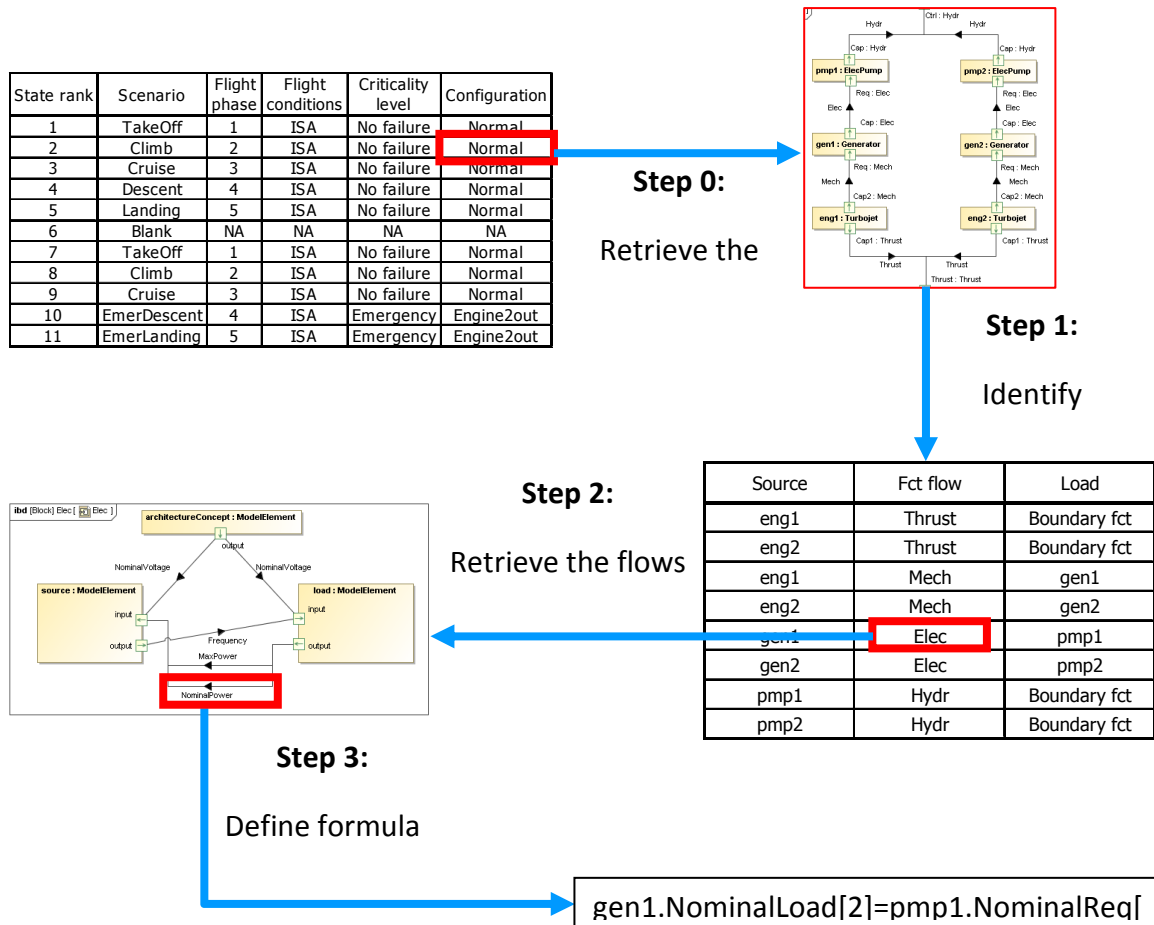 State rank Scenario Flight phase Flight conditions Criticality level Configuration
1 TakeOff 1 ISA No failure Normal
2 Climb 2 ISA No failure Normal
3 Cruise 3 ISA No failure Normal
4 Descent 4 ISA No failure Normal
5 Landing 5 ISA No failure Normal
6 Blank NA NA NA NA
7 TakeOff 1 ISA No failure Normal
8 Climb 2 ISA No failure Normal
9 Cruise 3 ISA No failure Normal
10 EmerDescent 4 ISA Emergency Engine2out
11 EmerLanding 5 ISA Emergency Engine2out
Step 0:
Retrieve the
Ctrl : Hydr
Hydr Hydr
Cap : Hydr Cap : Hydr
pmp1 : ElecPump pmp2 : ElecPump
Req : Elec Req : Elec
Elec Elec
Cap : Elec Cap : Elec
gen1 : Generator gen2 : Generator
Req : Mech Req : Mech
Mech Mech
Cap2 : Mech Cap2 : Mech
eng1 : Turbojet eng2 : Turbojet
Cap1 : Thrust Cap1 : Thrust
Thrust Thrust
Thrust : Thrust
Step 1:
Identify
Source Fct flow Load
eng1 Thrust Boundary fct
eng2 Thrust Boundary fct
eng1 Mech gen1
eng2 Mech gen2
gen1 Elec pmp1
gen2 Elec pmp2
pmp1 Hydr Boundary fct
pmp2 Hydr Boundary fct
Step 2:
Retrieve the flows
ibd [Block] Elec [ Elec ]
architectureConcept : ModelElement
output
NominalVoltage NominalVoltage
source : ModelElement load : ModelElement
input input
Frequency
output output
MaxPower
NominalPower
Step 3:
Define formula
gen1.NominalLoad[2]=pmp1.NominalReq[